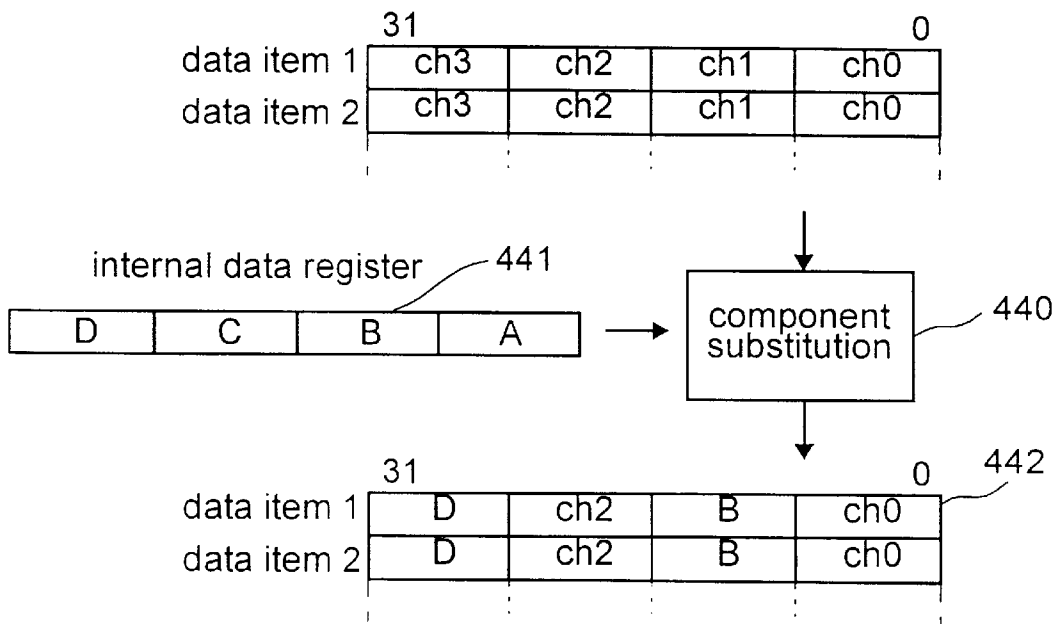 31 0
data item 1 ch3 ch2 ch1 ch0
data item 2 ch3 ch2 ch1 ch0
internal data register 441
D C B A
component
substitution
440
31 0
442
data item 1 D ch2 B ch0
data item 2 D ch2 B ch0